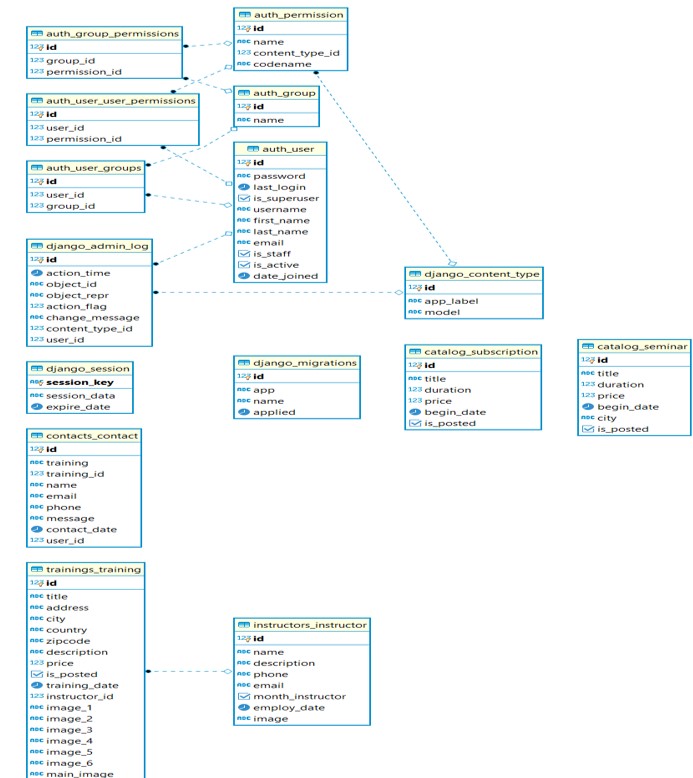 auth_group_permissions
123 id
123 group_id
123 permission_id
auth_permission
123 id
ABC name
123 content_type_id
ABC codename
auth_user_user_permissions
123 id
123 user_id
123 permission_id
auth_group
123 id
ABC name
auth_user_groups
123 id
123 user_id
123 group_id
auth_user
123 id
ABC password
last_login
is_superuser
ABC username
ABC first_name
ABC last_name
ABC email
is_staff
is_active
date_joined
django_admin_log
123 id
action_time
ABC object_id
ABC object_repr
123 action_flag
ABC change_message
123 content_type_id
123 user_id
django_content_type
123 id
ABC app_label
ABC model
django_session
ABC session_key
ABC session_data
expire_date
django_migrations
123 id
ABC app
ABC name
applied
catalog_subscription
123 id
ABC title
123 duration
123 price
begin_date
is_posted
catalog_seminar
123 id
ABC title
123 duration
123 price
begin_date
ABC city
is_posted
contacts_contact
123 id
ABC training
123 training_id
ABC name
ABC email
ABC phone
ABC message
contact_date
123 user_id
trainings_training
123 id
ABC title
ABC address
ABC city
ABC country
ABC zipcode
ABC description
123 price
is_posted
training_date
123 instructor_id
ABC image_1
ABC image_2
ABC image_3
ABC image_4
ABC image_5
ABC image_6
ABC main_image
instructors_instructor
123 id
ABC name
ABC description
ABC phone
ABC email
month_instructor
employ_date
ABC image